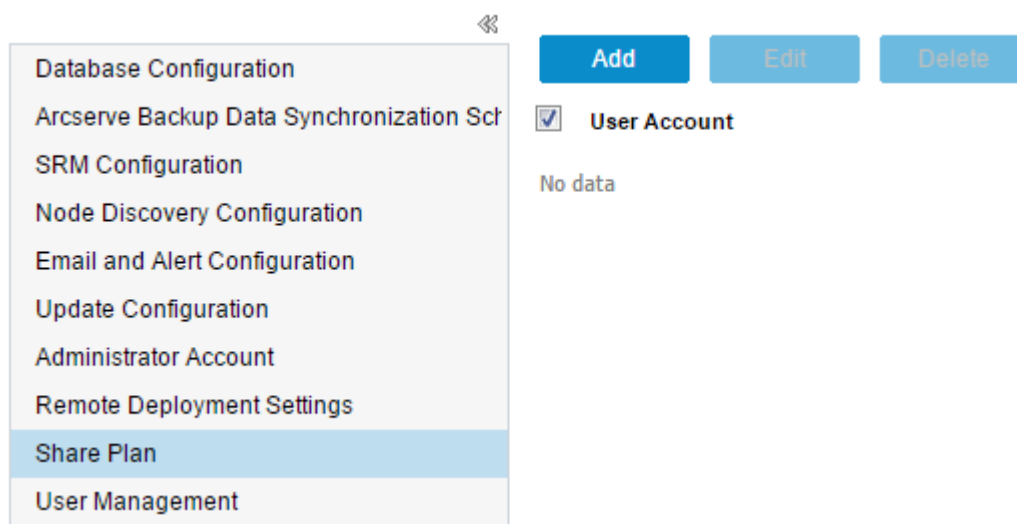 Database Configuration
Arcserve Backup Data Synchronization Sch
SRM Configuration
Node Discovery Configuration
Email and Alert Configuration
Update Configuration
Administrator Account
Remote Deployment Settings
Share Plan
User Management
Add Edit Delete
User Account
No data